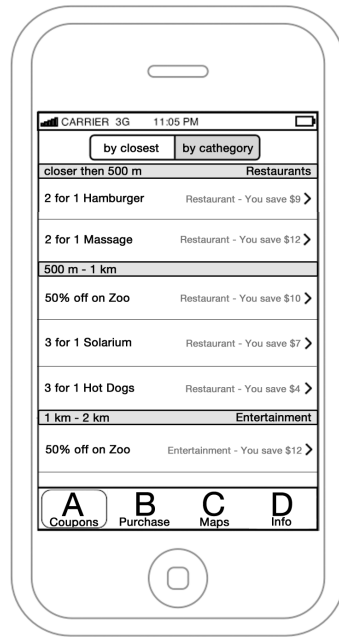 CARRIER 3G 11:05 PM
by closest by cathegory
closer then 500 m Restaurants
2 for 1 Hamburger Restaurant - You save $9
2 for 1 Massage Restaurant - You save $12
500 m - 1 km
50% off on Zoo Restaurant - You save $10
3 for 1 Solarium Restaurant - You save $7
3 for 1 Hot Dogs Restaurant - You save $4
1 km - 2 km Entertainment
50% off on Zoo Entertainment - You save $12
A B C D
Coupons Purchase Maps Info